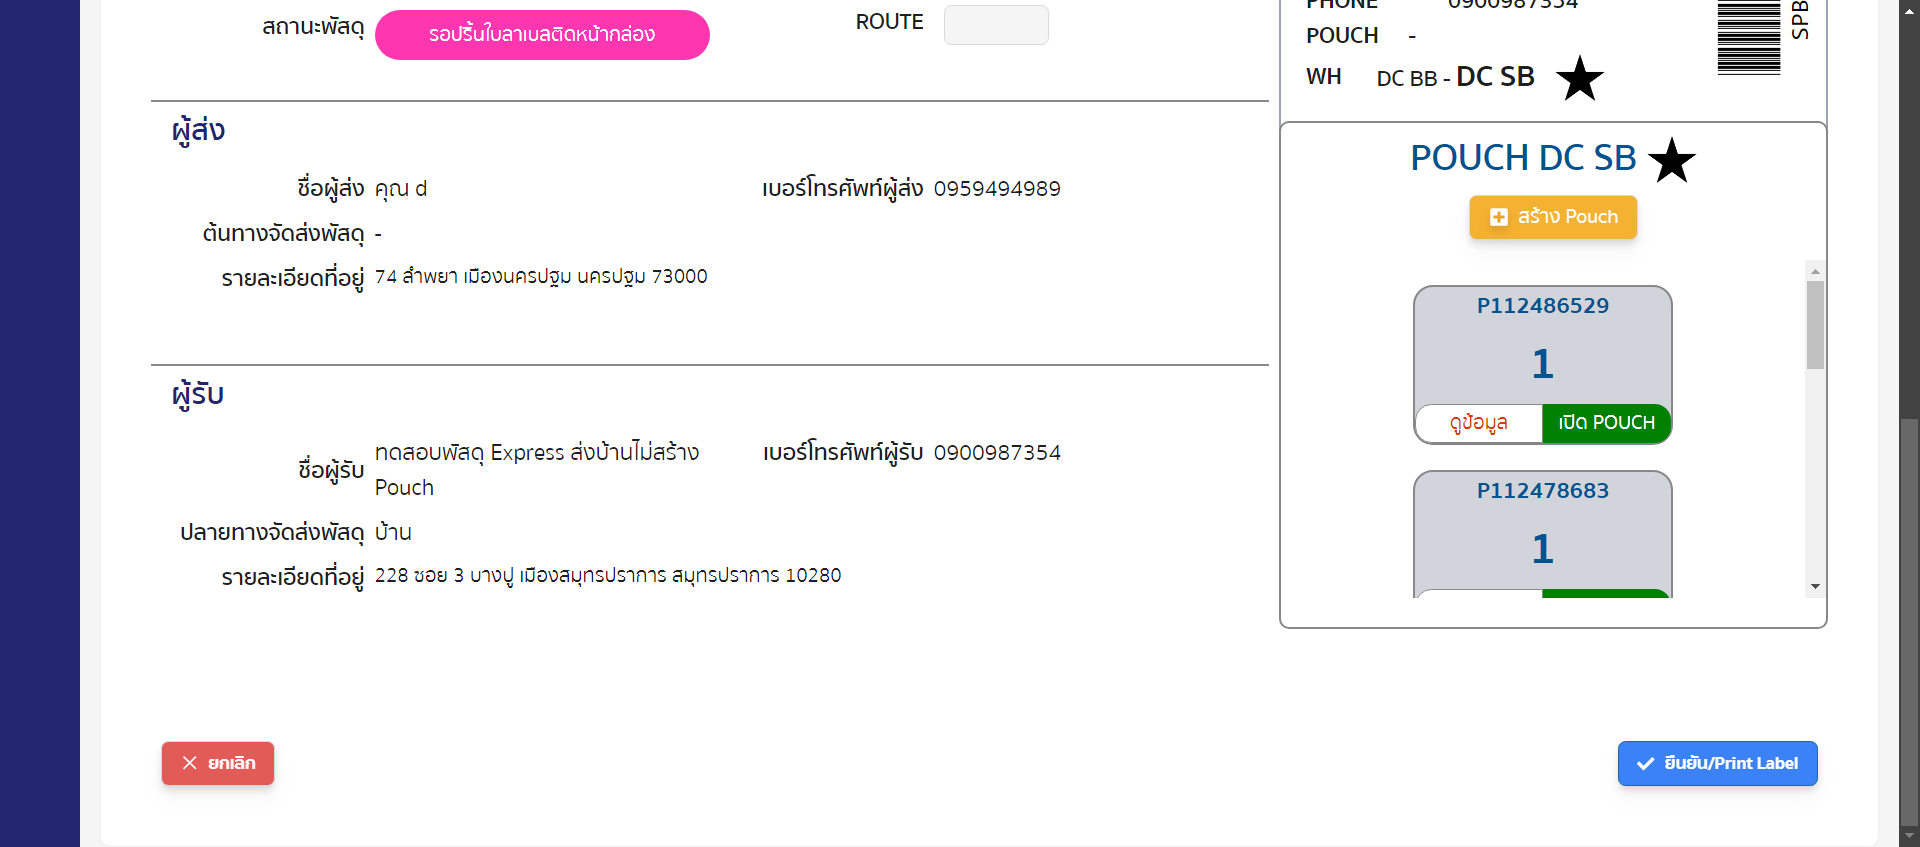 สถานะพัสดุ รอปริ้นใบลาเบลติดหน้ากล่อง ROUTE
ผู้ส่ง
ชื่อผู้ส่ง คุณ d เบอร์โทรศัพท์ผู้ส่ง 0959494989
ต้นทางจัดส่งพัสดุ -
รายละเอียดที่อยู่ 74 ลำพยา เมืองนครปฐม นครปฐม 73000
ผู้รับ
ชื่อผู้รับ ทดสอบพัสดุ Express ส่งบ้านไม่สร้าง
Pouch
เบอร์โทรศัพท์ผู้รับ 0900987354
ปลายทางจัดส่งพัสดุ บ้าน
รายละเอียดที่อยู่ 228 ซอย 3 บางปู เมืองสมุทรปราการ สมุทรปราการ 10280
PHONE 0900987354
POUCH -
WH DC BB - DC SB
SPB
POUCH DC SB
สร้าง Pouch
P112486529
1
ดูข้อมูล เปิด POUCH
P112478683
1
ยกเลิก
ยืนยัน/Print Label